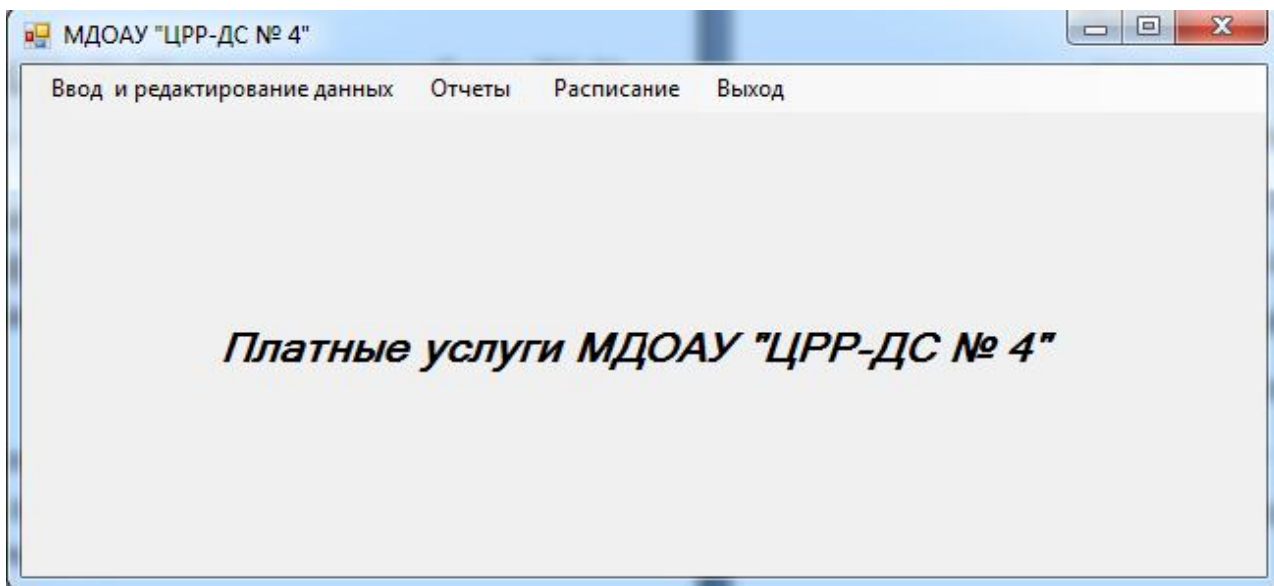 МДОАУ "ЦРР-ДС № 4"
Ввод и редактирование данных Отчеты Расписание Выход
Платные услуги МДОАУ "ЦРР-ДС № 4"